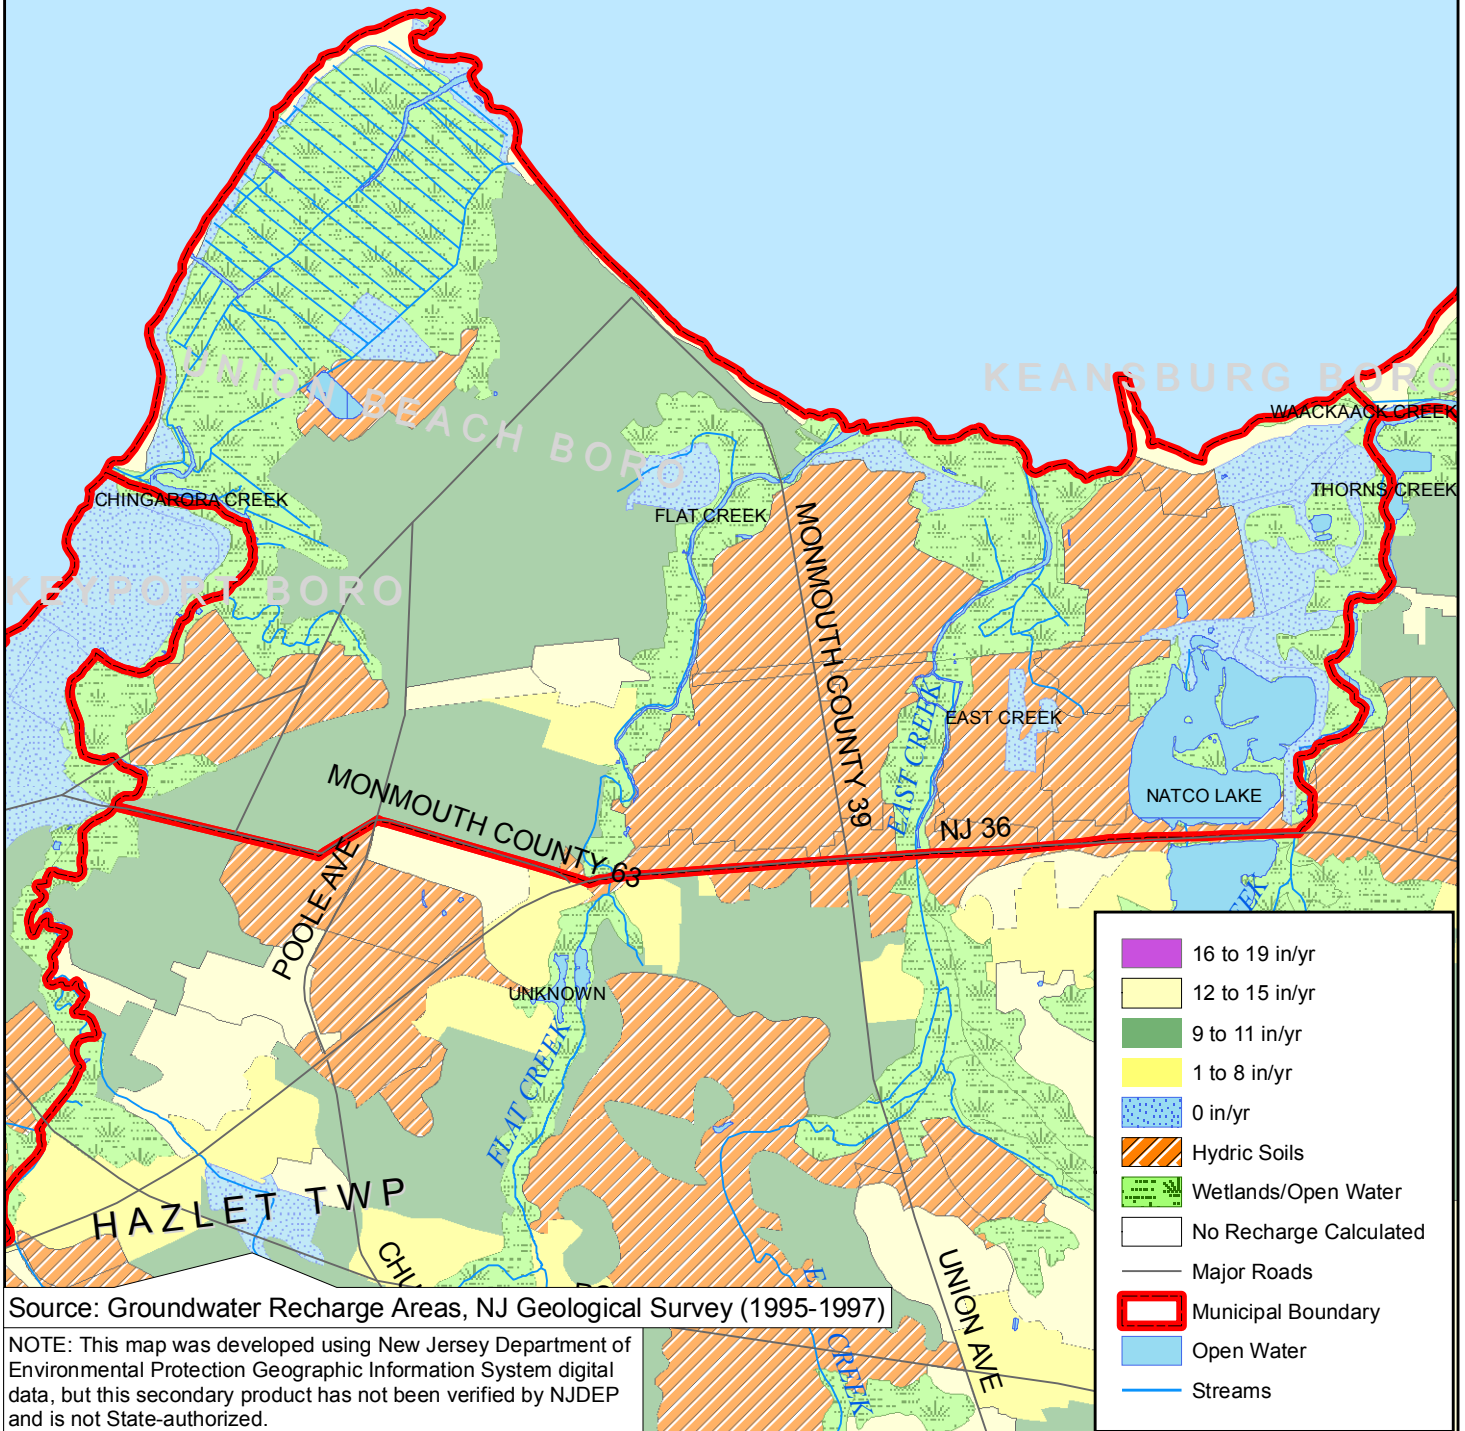 UNION BEACH BORO
KEANSBURG BORO
WAACKAACK CREEK
THORNS CREEK
CHINGARORA CREEK
FLAT CREEK
KEYPORT BORO
MONMOUTH COUNTY 39
EAST CREEK
EAST CREEK
NATCO LAKE
MONMOUTH COUNTY 63
NJ 36
POOLE AVE
UNKNOWN
FLAT CREEK
HAZLET TWP
UNION AVE
CREEK
16 to 19 in/yr
12 to 15 in/yr
9 to 11 in/yr
1 to 8 in/yr
0 in/yr
Hydric Soils
Wetlands/Open Water
No Recharge Calculated
Major Roads
Municipal Boundary
Open Water
Streams
Source: Groundwater Recharge Areas, NJ Geological Survey (1995-1997)
NOTE: This map was developed using New Jersey Department of
Environmental Protection Geographic Information System digital
data, but this secondary product has not been verified by NJDEP
and is not State-authorized.